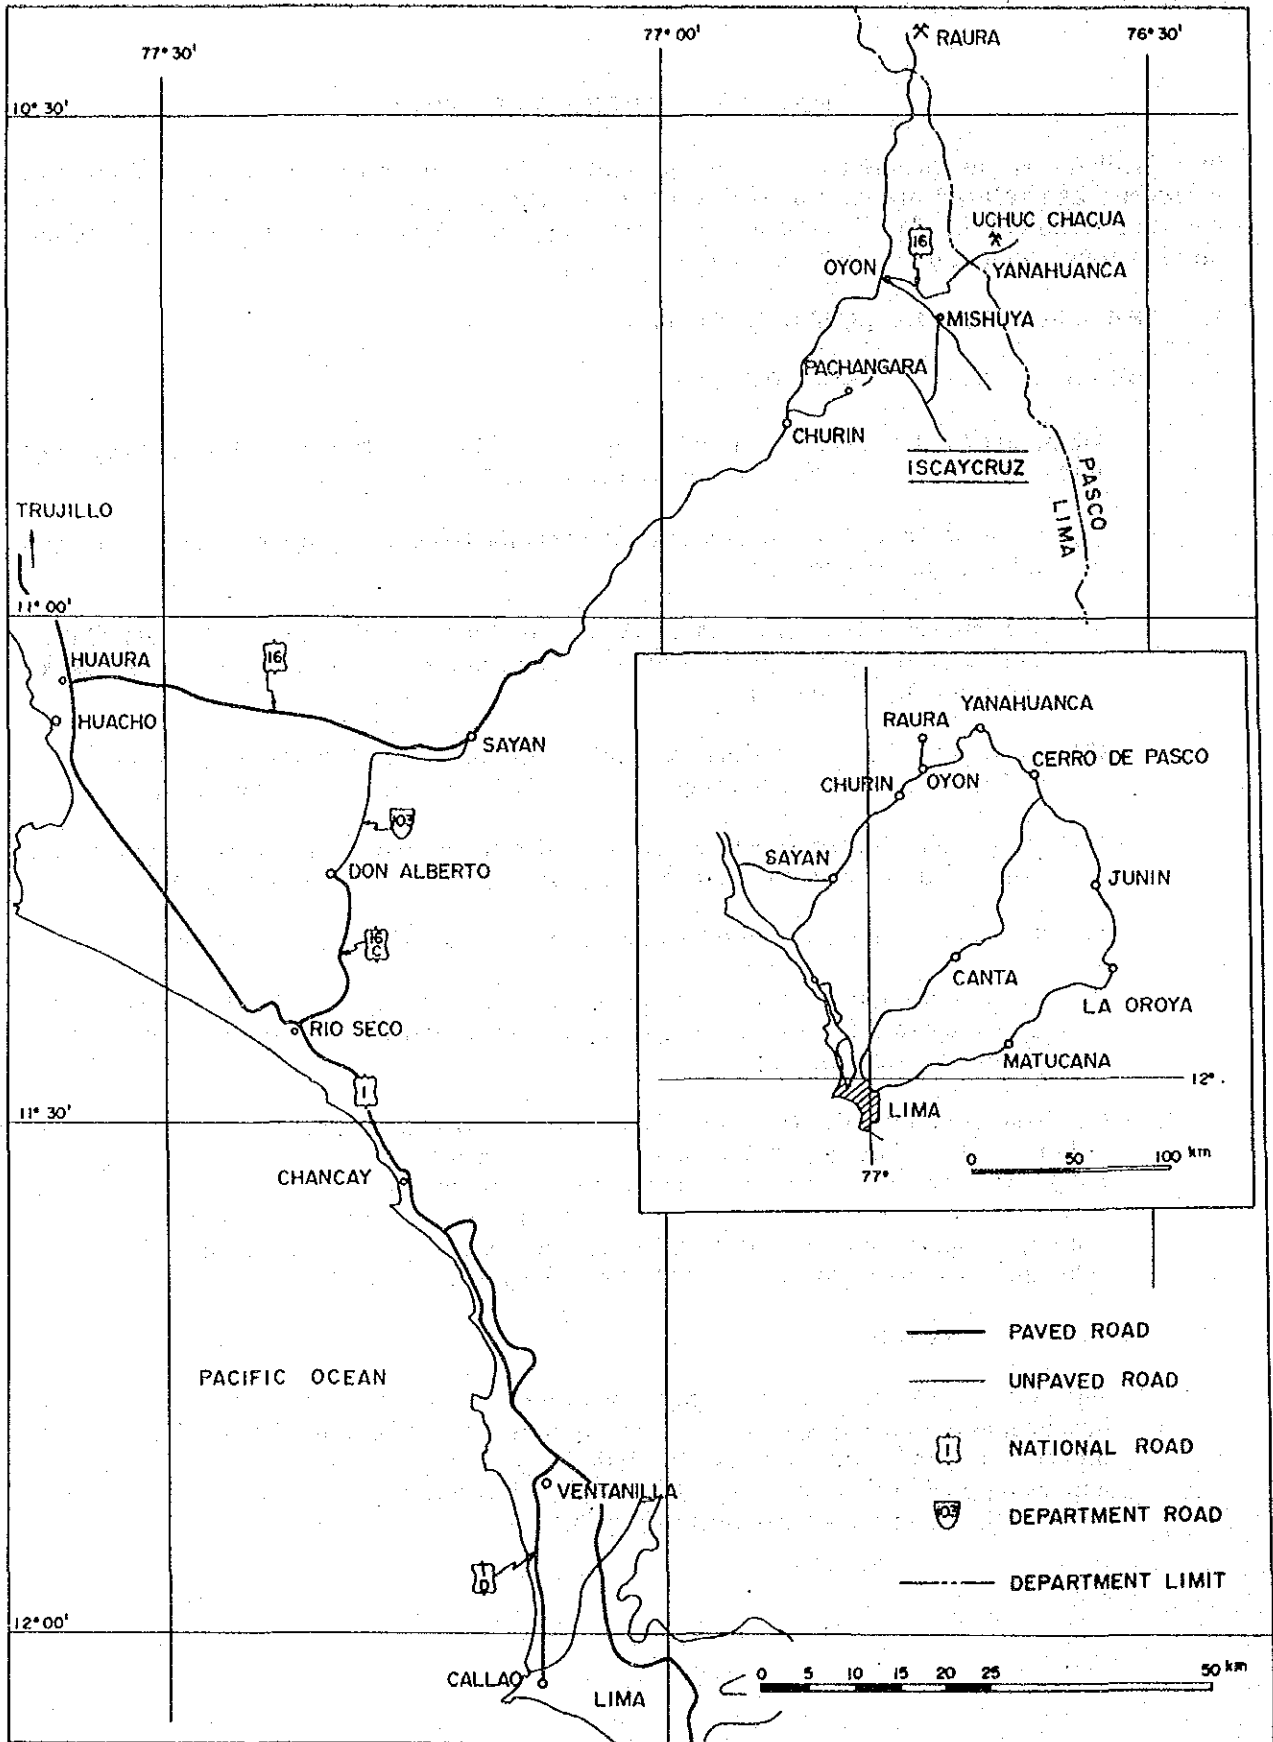 77° 30'
77° 00'
76° 30'
RAURA
10° 30'
UCHUC CHACUA
16
OYON
YANAHUANCA
MISHUYA
PACHANGARA
CHURIN
ISCAYCRUZ
PASCO
LIMA
TRUJILLO
11° 00'
HUAURA
16
HUACHO
SAYAN
103
DON ALBERTO
16
C
RIO SECO
1
11° 30'
CHANCAY
YANAHUANCA
RAURA
CERRO DE PASCO
CHURIN
OYON
SAYAN
JUNIN
CANTA
LA OROYA
MATUCANA
12°
LIMA
0 50 100 km
77°
PACIFIC OCEAN
PAVED ROAD
UNPAVED ROAD
1 NATIONAL ROAD
VENTANILLA
103 DEPARTMENT ROAD
1
D
DEPARTMENT LIMIT
12° 00'
CALLAO
LIMA
0 5 10 15 20 25 50 km